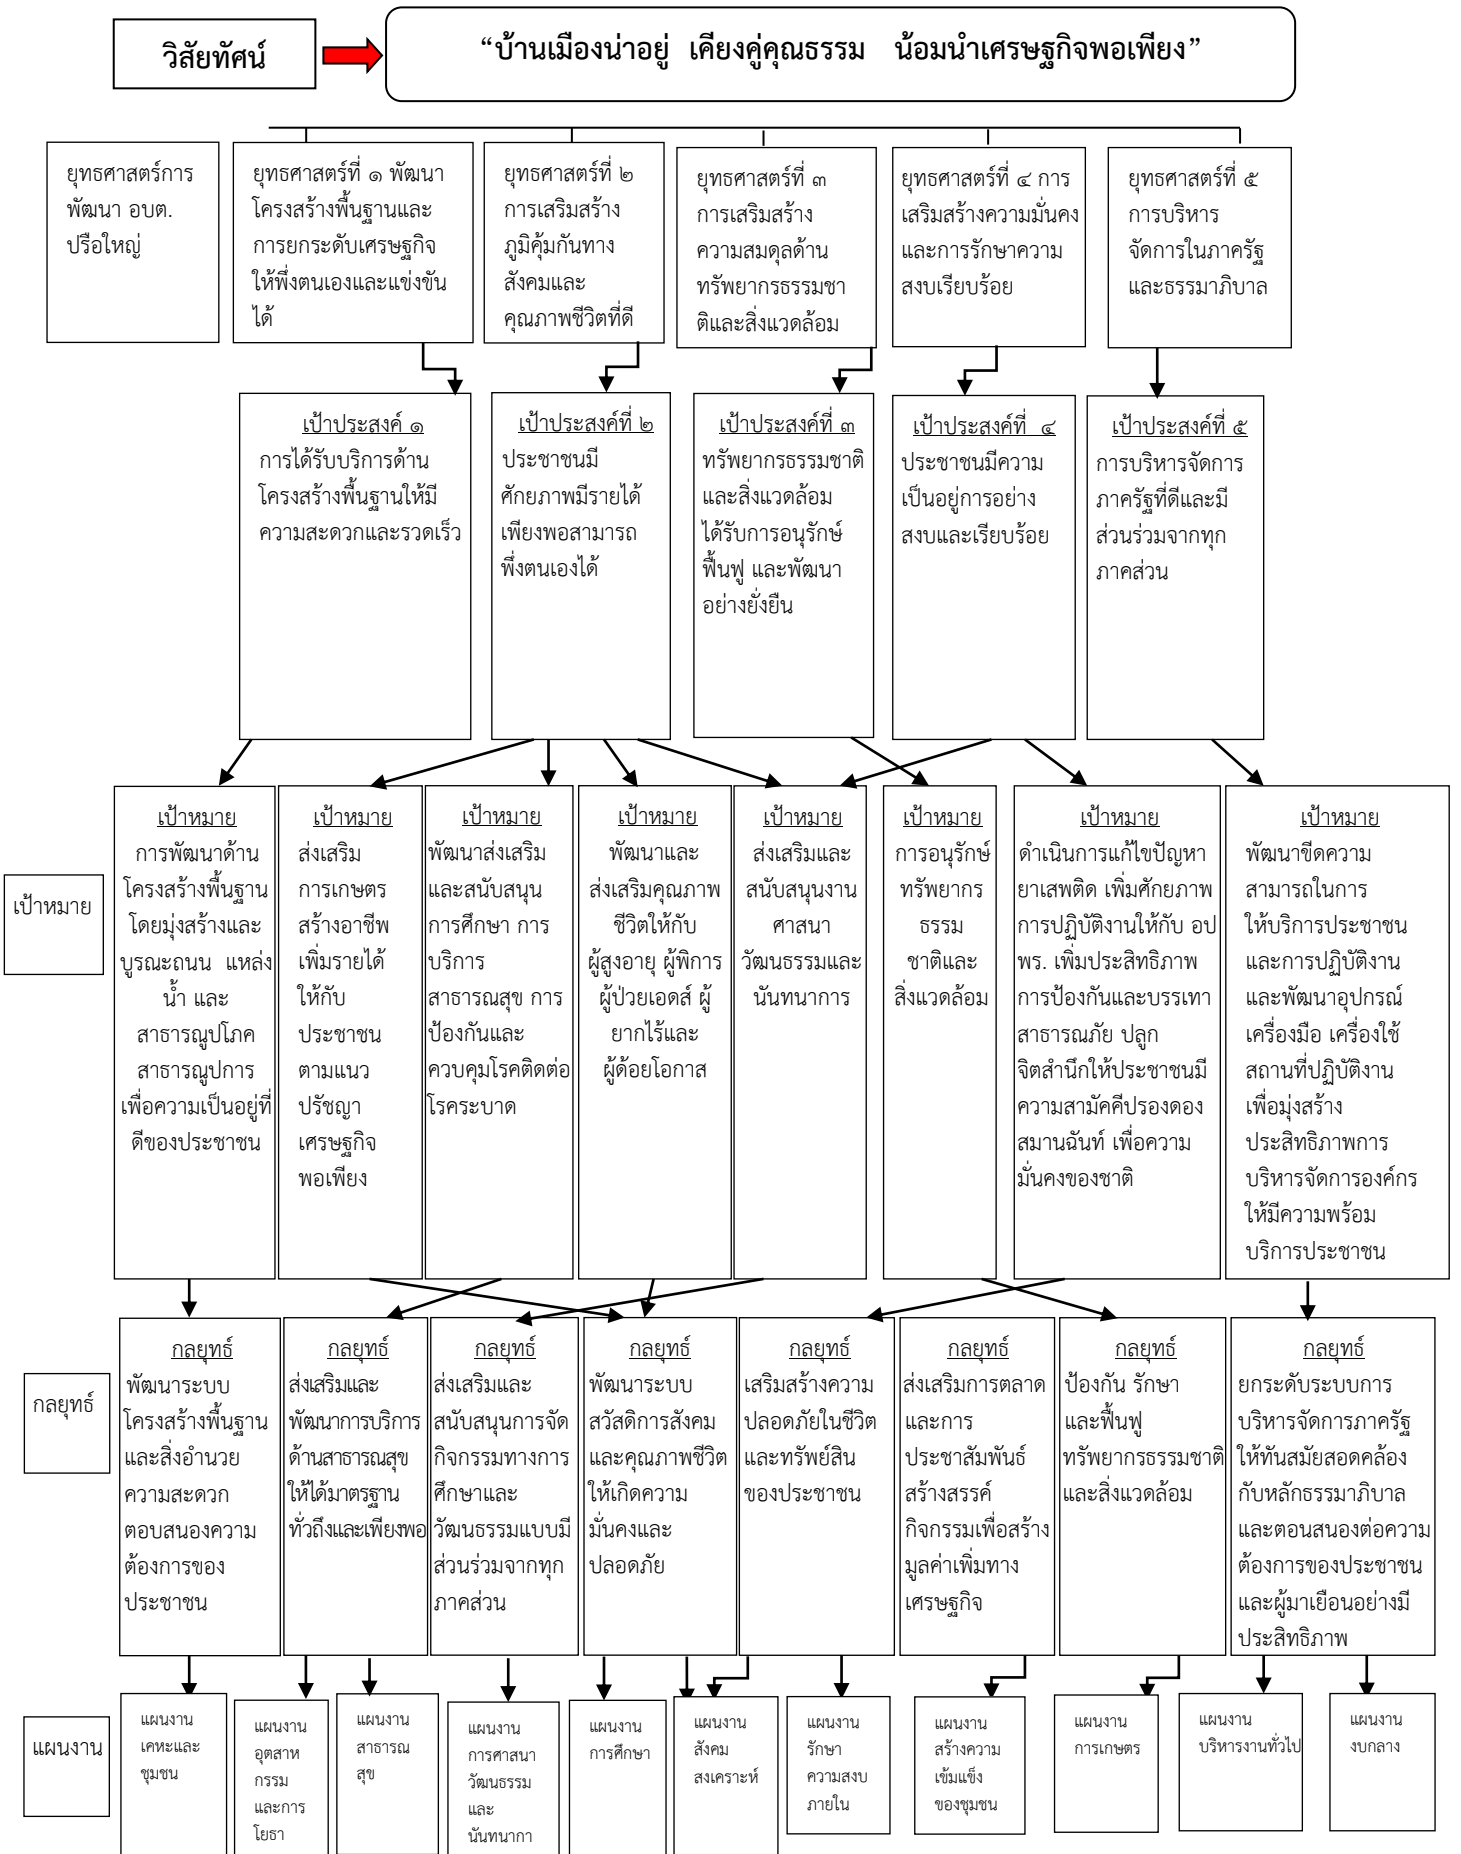 วิสัยทัศน์
“บ้านเมืองน่าอยู่ เคียงคู่คุณธรรม น้อมนำเศรษฐกิจพอเพียง”
ยุทธศาสตร์การ
พัฒนา อบต.
ปรือใหญ่
ยุทธศาสตร์ที่ ๑ พัฒนา
โครงสร้างพื้นฐานและ
การยกระดับเศรษฐกิจ
ให้พึ่งตนเองและแข่งขัน
ได้
ยุทธศาสตร์ที่ ๒
การเสริมสร้าง
ภูมิคุ้มกันทาง
สังคมและ
คุณภาพชีวิตที่ดี
ยุทธศาสตร์ที่ ๓
การเสริมสร้าง
ความสมดุลด้าน
ทรัพยากรธรรมชา
ติและสิ่งแวดล้อม
ยุทธศาสตร์ที่ ๔ การ
เสริมสร้างความมั่นคง
และการรักษาความ
สงบเรียบร้อย
ยุทธศาสตร์ที่ ๕
การบริหาร
จัดการในภาครัฐ
และธรรมาภิบาล
เป้าประสงค์ ๑
การได้รับบริการด้าน
โครงสร้างพื้นฐานให้มี
ความสะดวกและรวดเร็ว
เป้าประสงค์ที่ ๒
ประชาชนมี
ศักยภาพมีรายได้
เพียงพอสามารถ
พึ่งตนเองได้
เป้าประสงค์ที่ ๓
ทรัพยากรธรรมชาติ
และสิ่งแวดล้อม
ได้รับการอนุรักษ์
ฟื้นฟู และพัฒนา
อย่างยั่งยืน
เป้าประสงค์ที่ ๔
ประชาชนมีความ
เป็นอยู่การอย่าง
สงบและเรียบร้อย
เป้าประสงค์ที่ ๕
การบริหารจัดการ
ภาครัฐที่ดีและมี
ส่วนร่วมจากทุก
ภาคส่วน
เป้าหมาย
เป้าหมาย
การพัฒนาด้าน
โครงสร้างพื้นฐาน
โดยมุ่งสร้างและ
บูรณะถนน แหล่ง
น้ำ และ
สาธารณูปโภค
สาธารณูปการ
เพื่อความเป็นอยู่ที่
ดีของประชาชน
เป้าหมาย
ส่งเสริม
การเกษตร
สร้างอาชีพ
เพิ่มรายได้
ให้กับ
ประชาชน
ตามแนว
ปรัชญา
เศรษฐกิจ
พอเพียง
เป้าหมาย
พัฒนาส่งเสริม
และสนับสนุน
การศึกษา การ
บริการ
สาธารณสุข การ
ป้องกันและ
ควบคุมโรคติดต่อ
โรคระบาด
เป้าหมาย
พัฒนาและ
ส่งเสริมคุณภาพ
ชีวิตให้กับ
ผู้สูงอายุ ผู้พิการ
ผู้ป่วยเอดส์ ผู้
ยากไร้และ
ผู้ด้อยโอกาส
เป้าหมาย
ส่งเสริมและ
สนับสนุนงาน
ศาสนา
วัฒนธรรมและ
นันทนาการ
เป้าหมาย
การอนุรักษ์
ทรัพยากร
ธรรม
ชาติและ
สิ่งแวดล้อม
เป้าหมาย
ดำเนินการแก้ไขปัญหา
ยาเสพติด เพิ่มศักยภาพ
การปฏิบัติงานให้กับ อป
พร. เพิ่มประสิทธิภาพ
การป้องกันและบรรเทา
สาธารณภัย ปลูก
จิตสำนึกให้ประชาชนมี
ความสามัคคีปรองดอง
สมานฉันท์ เพื่อความ
มั่นคงของชาติ
เป้าหมาย
พัฒนาขีดความ
สามารถในการ
ให้บริการประชาชน
และการปฏิบัติงาน
และพัฒนาอุปกรณ์
เครื่องมือ เครื่องใช้
สถานที่ปฏิบัติงาน
เพื่อมุ่งสร้าง
ประสิทธิภาพการ
บริหารจัดการองค์กร
ให้มีความพร้อม
บริการประชาชน
กลยุทธ์
กลยุทธ์
พัฒนาระบบ
โครงสร้างพื้นฐาน
และสิ่งอำนวย
ความสะดวก
ตอบสนองความ
ต้องการของ
ประชาชน
กลยุทธ์
ส่งเสริมและ
พัฒนาการบริการ
ด้านสาธารณสุข
ให้ได้มาตรฐาน
ทั่วถึงและเพียงพอ
กลยุทธ์
ส่งเสริมและ
สนับสนุนการจัด
กิจกรรมทางการ
ศึกษาและ
วัฒนธรรมแบบมี
ส่วนร่วมจากทุก
ภาคส่วน
กลยุทธ์
พัฒนาระบบ
สวัสดิการสังคม
และคุณภาพชีวิต
ให้เกิดความ
มั่นคงและ
ปลอดภัย
กลยุทธ์
เสริมสร้างความ
ปลอดภัยในชีวิต
และทรัพย์สิน
ของประชาชน
กลยุทธ์
ส่งเสริมการตลาด
และการ
ประชาสัมพันธ์
สร้างสรรค์
กิจกรรมเพื่อสร้าง
มูลค่าเพิ่มทาง
เศรษฐกิจ
กลยุทธ์
ป้องกัน รักษา
และฟื้นฟู
ทรัพยากรธรรมชาติ
และสิ่งแวดล้อม
กลยุทธ์
ยกระดับระบบการ
บริหารจัดการภาครัฐ
ให้ทันสมัยสอดคล้อง
กับหลักธรรมาภิบาล
และตอนสนองต่อความ
ต้องการของประชาชน
และผู้มาเยือนอย่างมี
ประสิทธิภาพ
แผนงาน
แผนงาน
เคหะและ
ชุมชน
แผนงาน
อุตสาห
กรรม
และการ
โยธา
แผนงาน
สาธารณ
สุข
แผนงาน
การศาสนา
วัฒนธรรม
และ
นันทนากา
แผนงาน
การศึกษา
แผนงาน
สังคม
สงเคราะห์
แผนงาน
รักษา
ความสงบ
ภายใน
แผนงาน
สร้างความ
เข้มแข็ง
ของชุมชน
แผนงาน
การเกษตร
แผนงาน
บริหารงานทั่วไป
แผนงาน
งบกลาง